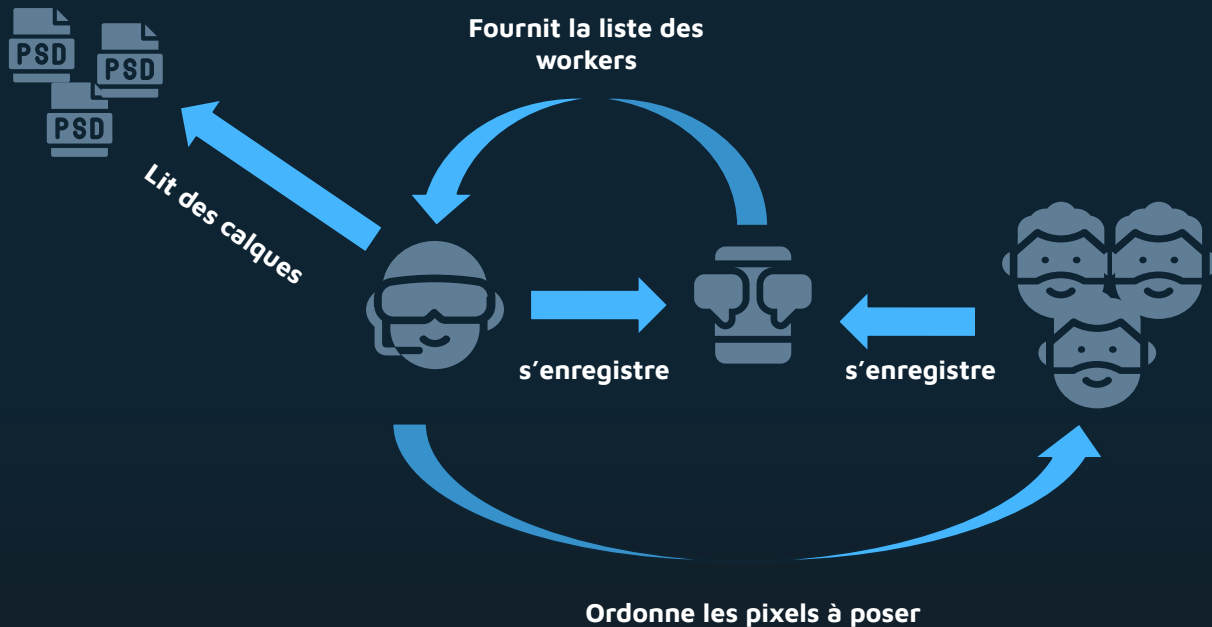 PSD
PSD
PSD
Fournit la liste des
workers
Lit des calques
s’enregistre
s’enregistre
Ordonne les pixels à poser